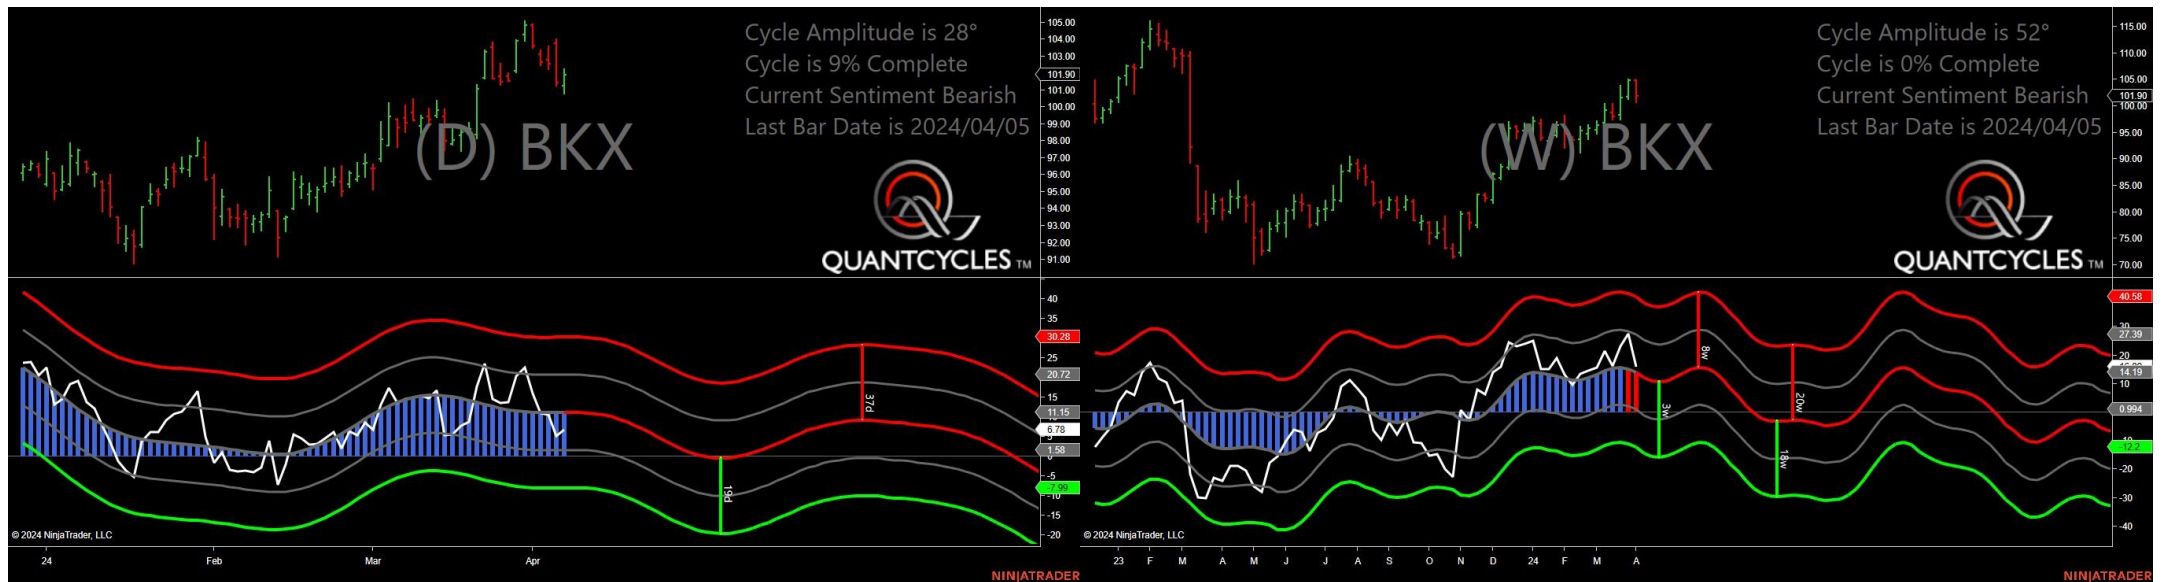 Cycle Amplitude is 28°
Cycle is 9% Complete
Current Sentiment Bearish
Last Bar Date is 2024/04/05
(D) BKX
QUANTCYCLES TM
105.00
104.00
103.00
101.90
101.00
100.00
99.00
98.00
97.00
96.00
95.00
94.00
93.00
92.00
91.00
40
35
30.28
25
20.72
15
11.15
6.78
1.58
-5
-7.99
-10
-15
-20
37d
19d
© 2024 NinjaTrader, LLC
24 Feb Mar Apr
NINJATRADER
Cycle Amplitude is 52°
Cycle is 0% Complete
Current Sentiment Bearish
Last Bar Date is 2024/04/05
(W) BKX
QUANTCYCLES TM
115.00
110.00
105.00
101.90
100.00
95.00
90.00
85.00
80.00
75.00
70.00
40.58
27.39
20
14.19
10
0.994
-12.2
-20
-30
-40
8w
3w
20w
18w
© 2024 NinjaTrader, LLC
23 F M A M J J A S O N D 24 F M A
NINJATRADER